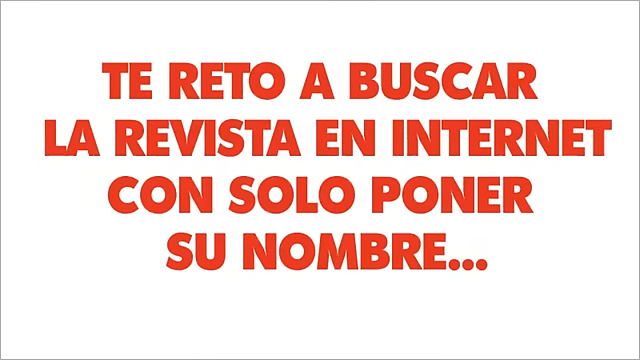 TE RETO A BUSCAR
LA REVISTA EN INTERNET
CON SOLO PONER
SU NOMBRE...